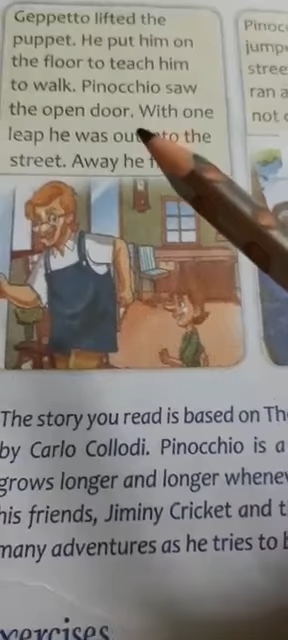 Geppetto lifted the
puppet. He put him on
the floor to teach him
to walk. Pinocchio saw
the open door. With one
leap he was out to the
street. Away he
Pinoc
jump
stree
ran a
not
The story you read is based on Th
by Carlo Collodi. Pinocchio is a
grows longer and longer whenev
his friends, Jiminy Cricket and t
many adventures as he tries to b
xercises